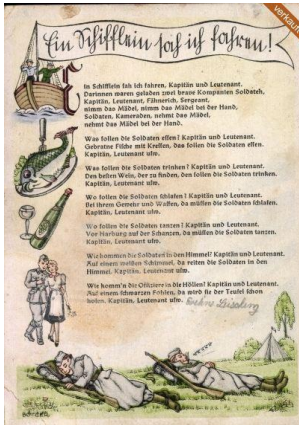 verkauft
Ein Schifflein sah ich fahren!
Ein Schifflein sah ich fahren, Kapitän und Leutenant.
Darinnen waren geladen zwei brave Kompanien Soldaten.
Kapitän, Leutenant, Fähnerich, Sergeant,
nimm das Mädel, nimm das Mädel bei der Hand,
Soldaten, Kameraden, nehmt das Mädel,
nehmt das Mädel bei der Hand.
Was sollen die Soldaten essen? Kapitän und Leutenant.
Gebratne Fische mit Kressen, das sollen die Soldaten essen.
Kapitän, Leutenant usw.
Was sollen die Soldaten trinken? Kapitän und Leutenant.
Den besten Wein, der zu finden, den sollen die Soldaten trinken.
Kapitän, Leutenant usw.
Wo sollen die Soldaten schlafen? Kapitän und Leutenant.
Bei ihrem Gewehr und Waffen, da müssen die Soldaten schlafen.
Kapitän, Leutenant usw.
Wo sollen die Soldaten tanzen? Kapitän und Leutenant.
Vor Harburg auf der Schanzen, da müssen die Soldaten tanzen.
Kapitän, Leutenant usw.
Wie kommen die Soldaten in den Himmel? Kapitän und Leutenant.
Auf einem weißen Schimmel, da reiten die Soldaten in den
Himmel. Kapitän, Leutenant usw.
Wie komm'n die Offiziere in die Höllen? Kapitän und Leutenant.
Auf einem schwarzen Fohlen, da wird sie der Teufel schon
holen. Kapitän, Leutenant usw.